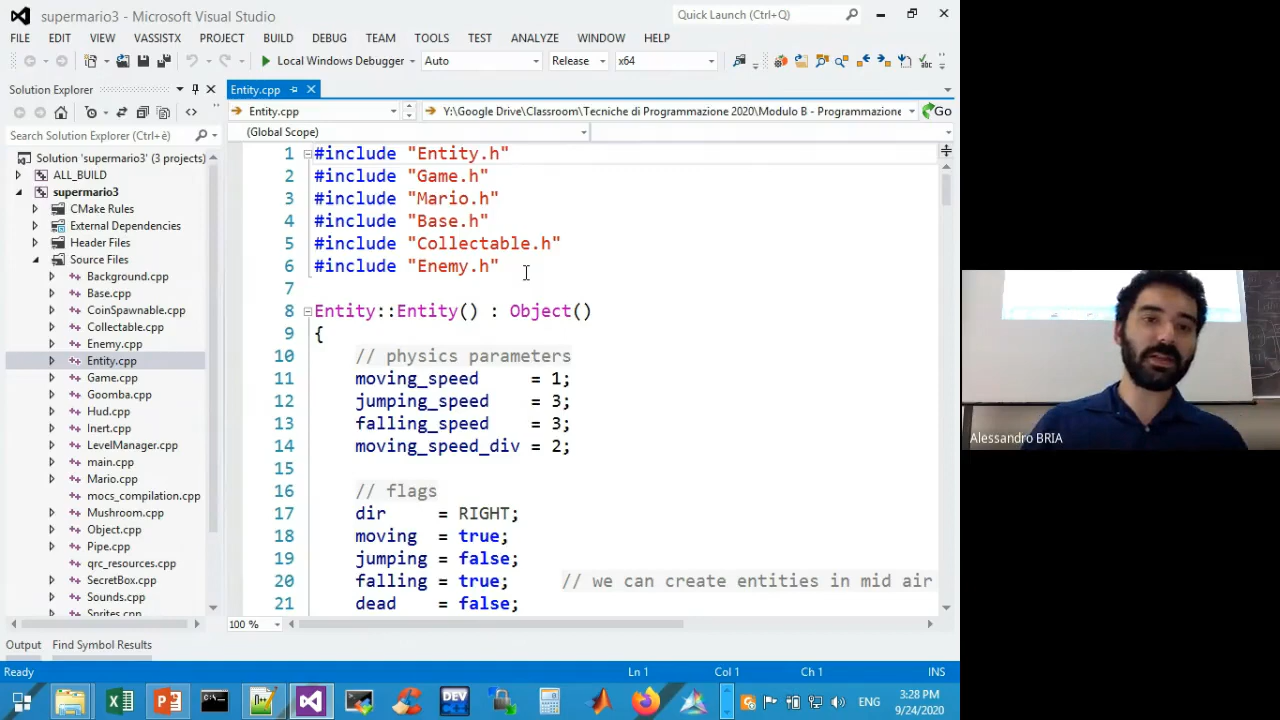 supermario3 - Microsoft Visual Studio
Quick Launch (Ctrl+Q)
FILE EDIT VIEW VASSISTX PROJECT BUILD DEBUG TEAM TOOLS TEST ANALYZE WINDOW HELP
Local Windows Debugger Auto Release x64
Solution Explorer
Search Solution Explorer (Ctrl+è)
Solution 'supermario3' (3 projects)
ALL_BUILD
supermario3
CMake Rules
External Dependencies
Header Files
Source Files
Background.cpp
Base.cpp
CoinSpawnable.cpp
Collectable.cpp
Enemy.cpp
Entity.cpp
Game.cpp
Goomba.cpp
Hud.cpp
Inert.cpp
LevelManager.cpp
main.cpp
Mario.cpp
mocs_compilation.cpp
Mushroom.cpp
Object.cpp
Pipe.cpp
qrc_resources.cpp
SecretBox.cpp
Sounds.cpp
Sprites.cpp
Entity.cpp
Entity.cpp Y:\Google Drive\Classroom\Tecniche di Programmazione 2020\Modulo B - Programmazione Go
(Global Scope)
1 #include "Entity.h"
2 #include "Game.h"
3 #include "Mario.h"
4 #include "Base.h"
5 #include "Collectable.h"
6 #include "Enemy.h"
7
8 Entity::Entity() : Object()
9 {
10 // physics parameters
11 moving_speed = 1;
12 jumping_speed = 3;
13 falling_speed = 3;
14 moving_speed_div = 2;
15
16 // flags
17 dir = RIGHT;
18 moving = true;
19 jumping = false;
20 falling = true; // we can create entities in mid air
21 dead = false;
100 %
Output Find Symbol Results
Ready Ln 1 Col 1 Ch 1 INS
DEV
ENG
3:28 PM
9/24/2020
Alessandro BRIA